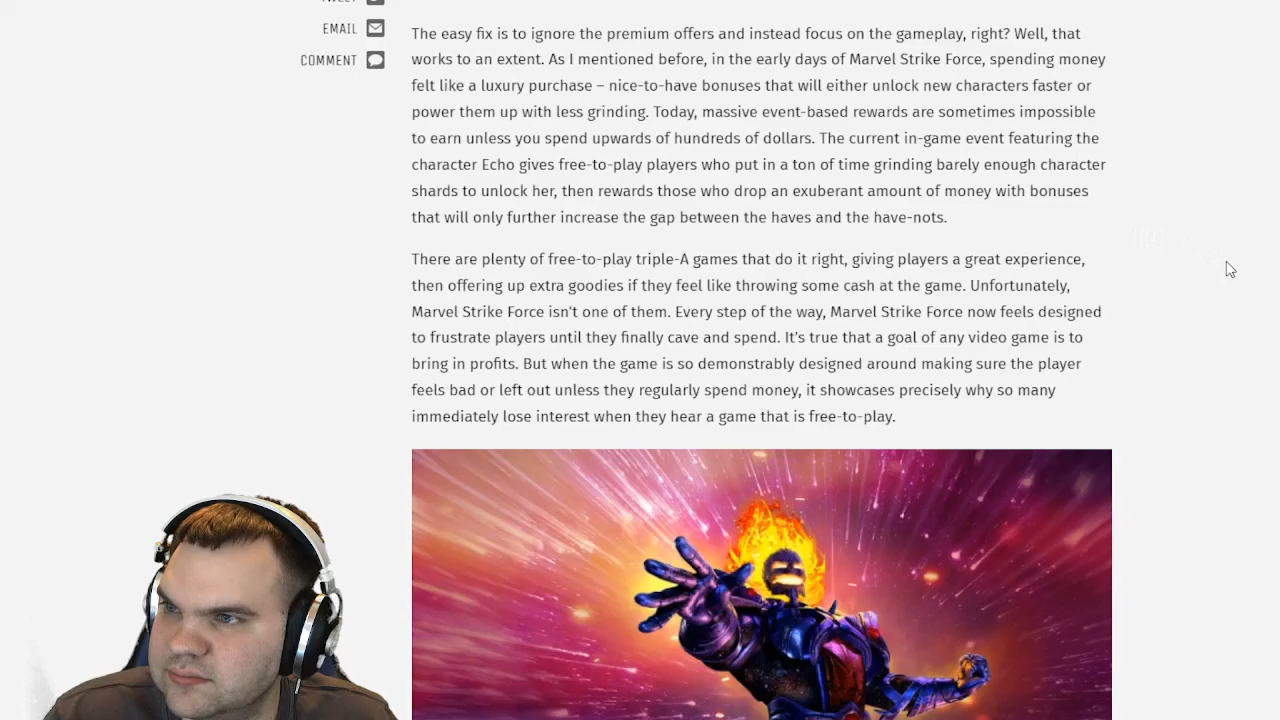 EMAIL
COMMENT
The easy fix is to ignore the premium offers and instead focus on the gameplay, right? Well, that
works to an extent. As I mentioned before, in the early days of Marvel Strike Force, spending money
felt like a luxury purchase – nice-to-have bonuses that will either unlock new characters faster or
power them up with less grinding. Today, massive event-based rewards are sometimes impossible
to earn unless you spend upwards of hundreds of dollars. The current in-game event featuring the
character Echo gives free-to-play players who put in a ton of time grinding barely enough character
shards to unlock her, then rewards those who drop an exuberant amount of money with bonuses
that will only further increase the gap between the haves and the have-nots.
There are plenty of free-to-play triple-A games that do it right, giving players a great experience,
then offering up extra goodies if they feel like throwing some cash at the game. Unfortunately,
Marvel Strike Force isn't one of them. Every step of the way, Marvel Strike Force now feels designed
to frustrate players until they finally cave and spend. It's true that a goal of any video game is to
bring in profits. But when the game is so demonstrably designed around making sure the player
feels bad or left out unless they regularly spend money, it showcases precisely why so many
immediately lose interest when they hear a game that is free-to-play.